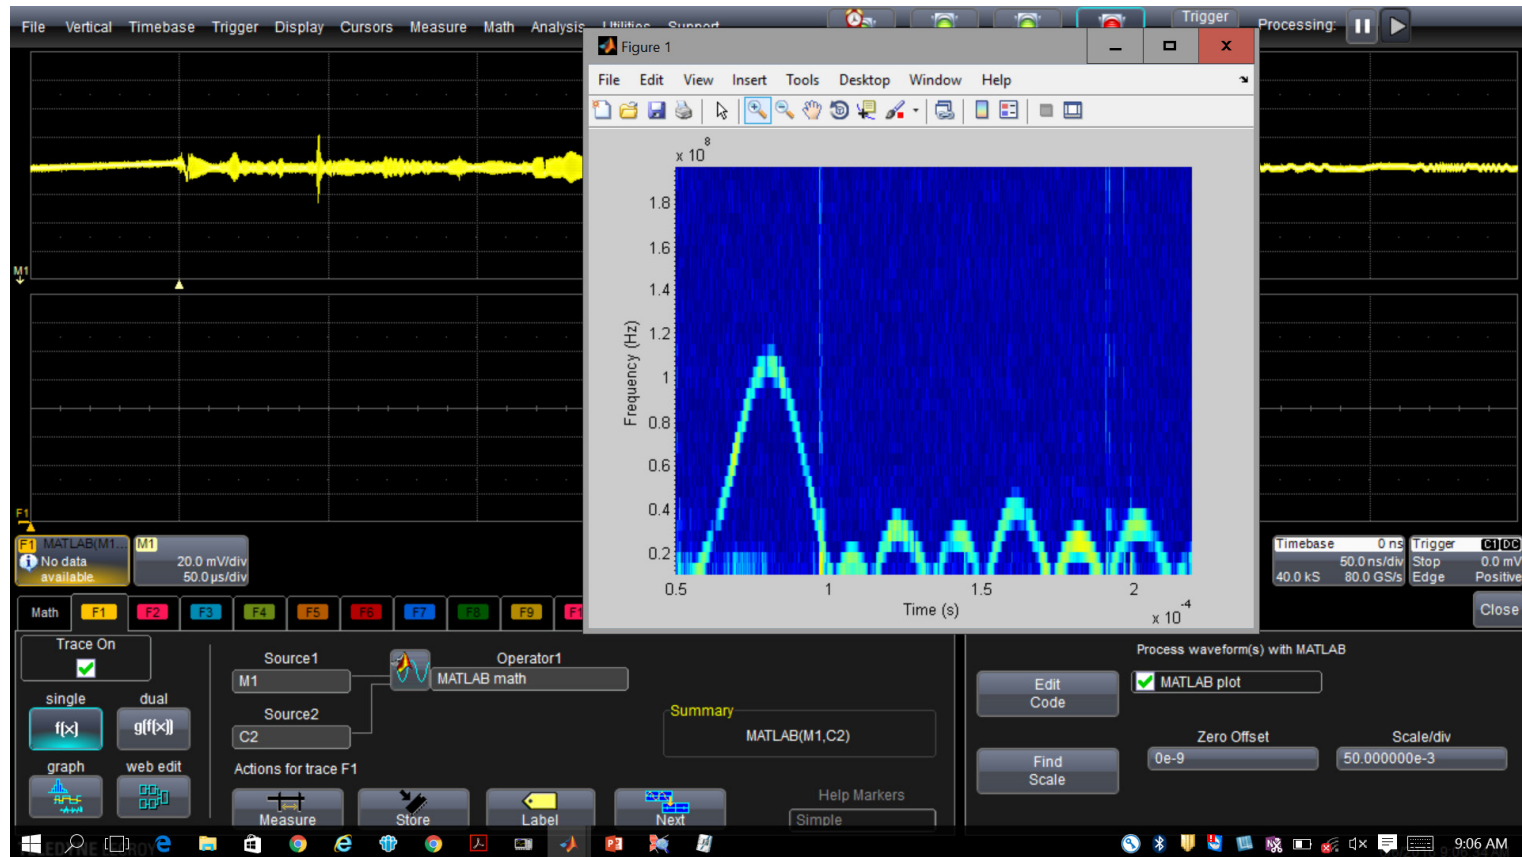 File Vertical Timebase Trigger Display Cursors Measure Math Analysis Utilities Support
Trigger
Processing:
Figure 1
File Edit View Insert Tools Desktop Window Help
x 10^8
1.8
1.6
1.4
1.2
1
0.8
0.6
0.4
0.2
Frequency (Hz)
0.5 1 1.5 2
Time (s)
x 10^-4
M1
F1
F1 MATLAB(M1...
No data
available.
M1
20.0 mV/div
50.0 µs/div
Timebase 0 ns
50.0 ns/div
40.0 kS 80.0 GS/s
Trigger C1 DC
Stop 0.0 mV
Edge Positive
Math F1 F2 F3 F4 F5 F6 F7 F8 F9
Close
Trace On
single dual
f(x) g(f(x))
graph web edit
Source1
M1
Source2
C2
Operator1
MATLAB math
Summary
MATLAB(M1,C2)
Actions for trace F1
Measure Store Label Next
Help Markers
Simple
Process waveform(s) with MATLAB
Edit
Code
MATLAB plot
Find
Scale
Zero Offset
0e-9
Scale/div
50.000000e-3
9:06 AM